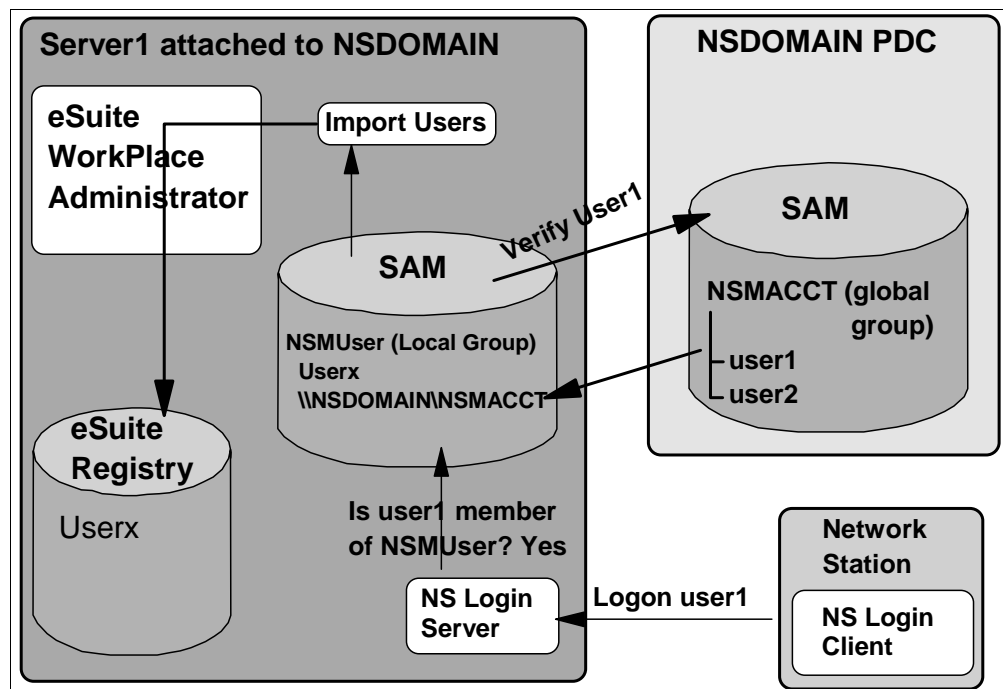 Server1 attached to NSDOMAIN
eSuite
WorkPlace
Administrator
Import Users
SAM
NSMUser (Local Group)
Userx
\\NSDOMAIN\NSMACCT
eSuite
Registry
Userx
Is user1 member
of NSMUser? Yes
NS Login
Server
Verify User1
NSDOMAIN PDC
SAM
NSMACCT (global
group)
user1
user2
Logon user1
Network
Station
NS Login
Client